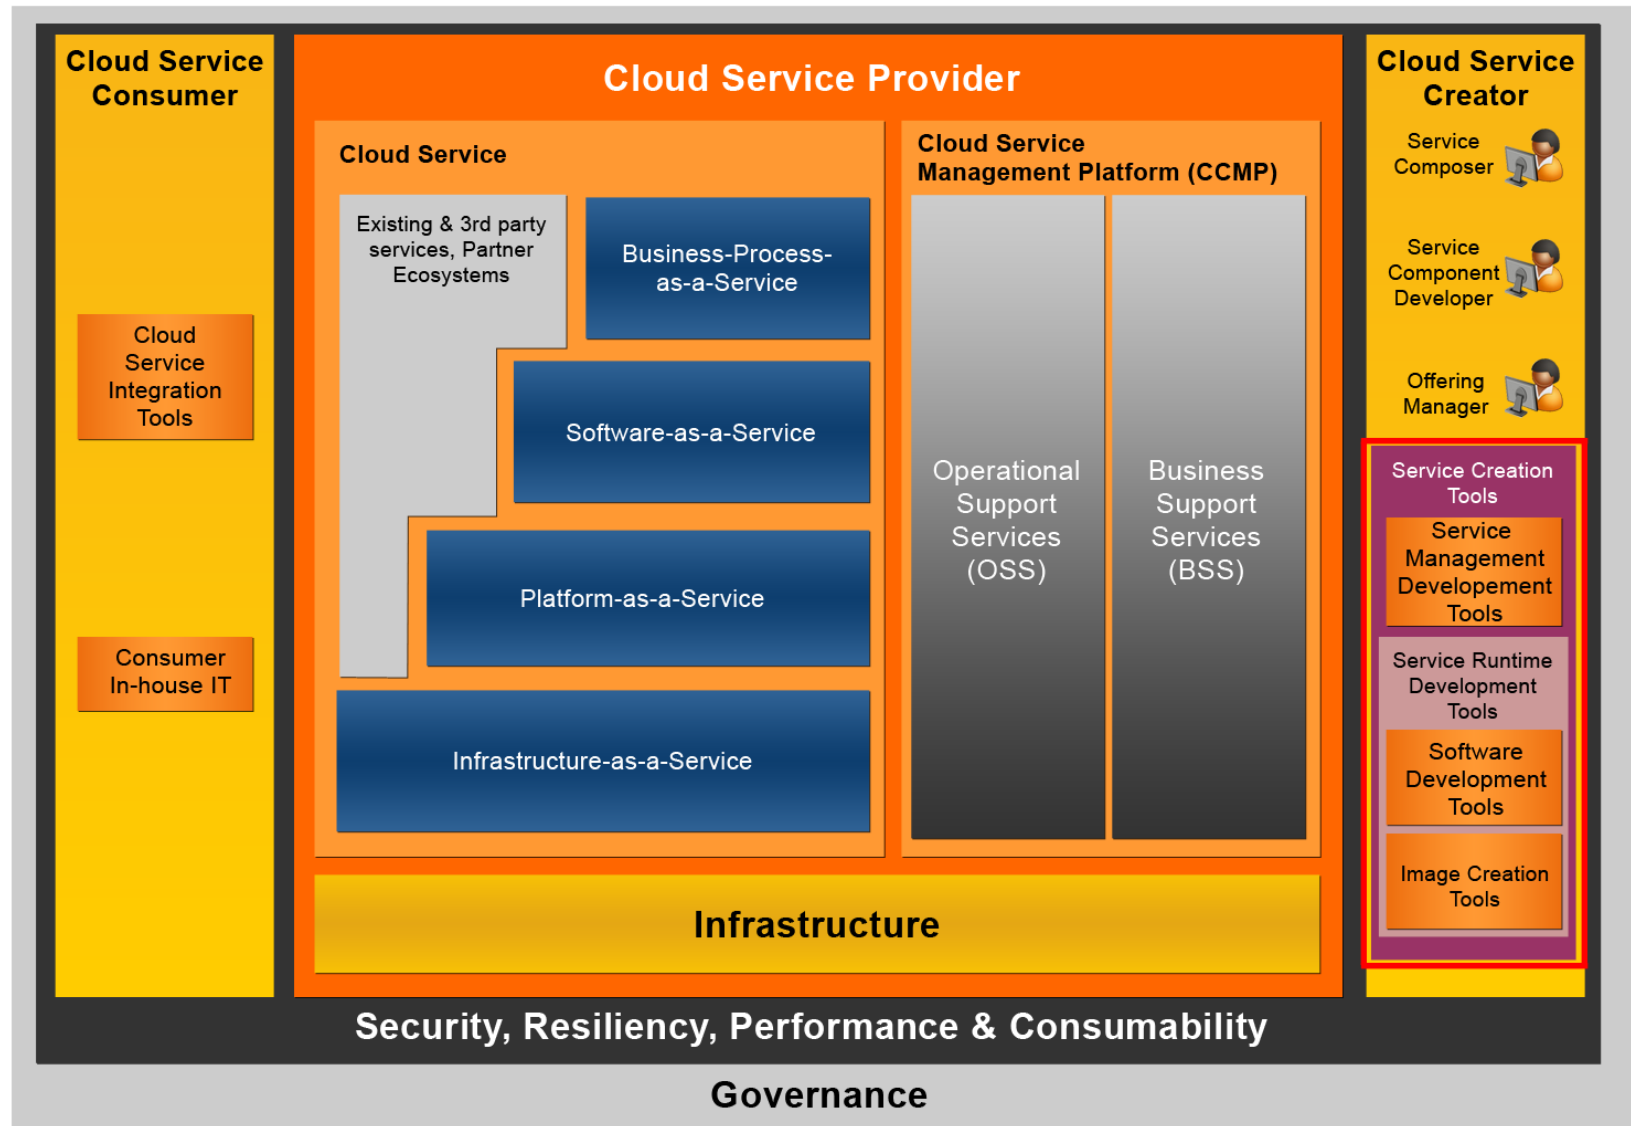 Cloud Service
Consumer
Cloud
Service
Integration
Tools
Consumer
In-house IT
Cloud Service Provider
Cloud Service
Existing & 3rd party
services, Partner
Ecosystems
Business-Process-
as-a-Service
Software-as-a-Service
Platform-as-a-Service
Infrastructure-as-a-Service
Cloud Service
Management Platform (CCMP)
Operational
Support
Services
(OSS)
Business
Support
Services
(BSS)
Infrastructure
Cloud Service
Creator
Service
Composer
Service
Component
Developer
Offering
Manager
Service Creation
Tools
Service
Management
Developement
Tools
Service Runtime
Development
Tools
Software
Development
Tools
Image Creation
Tools
Security, Resiliency, Performance & Consumability
Governance